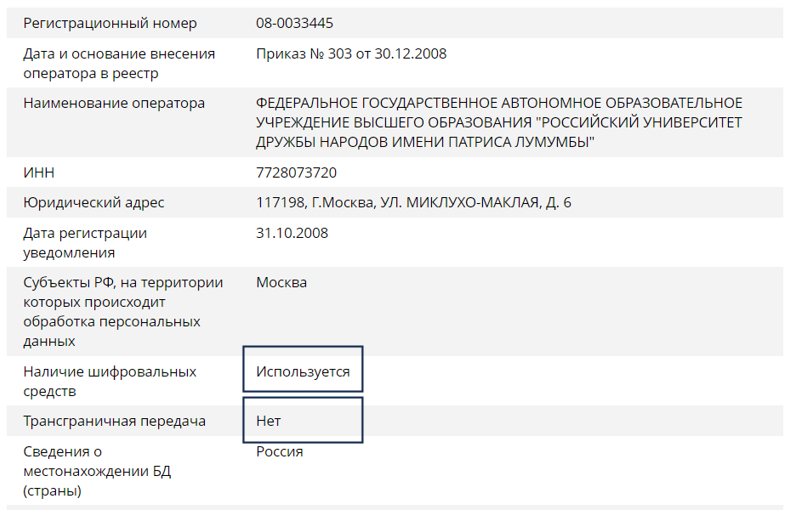 Регистрационный номер 08-0033445
Дата и основание внесения Приказ № 303 от 30.12.2008
оператора в реестр
Наименование оператора ФЕДЕРАЛЬНОЕ ГОСУДАРСТВЕННОЕ АВТОНОМНОЕ ОБРАЗОВАТЕЛЬНОЕ
УЧРЕЖДЕНИЕ ВЫСШЕГО ОБРАЗОВАНИЯ "РОССИЙСКИЙ УНИВЕРСИТЕТ
ДРУЖБЫ НАРОДОВ ИМЕНИ ПАТРИСА ЛУМУМБЫ"
ИНН 7728073720
Юридический адрес 117198, Г.Москва, УЛ. МИКЛУХО-МАКЛАЯ, Д. 6
Дата регистрации 31.10.2008
уведомления
Субъекты РФ, на территории Москва
которых происходит
обработка персональных
данных
Наличие шифровальных Используется
средств
Трансграничная передача Нет
Сведения о Россия
местонахождении БД
(страны)